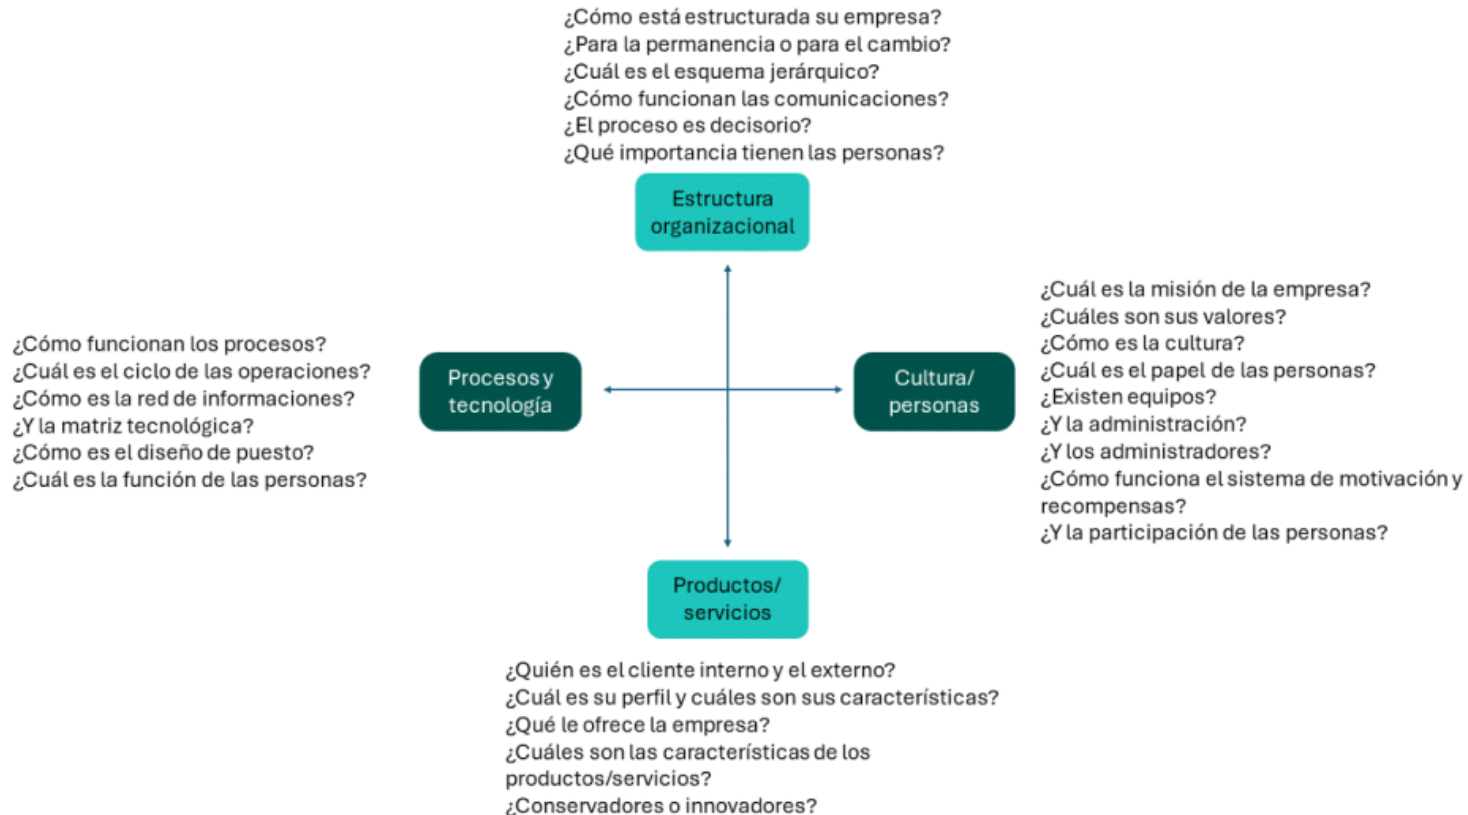 ¿Cómo está estructurada su empresa?
¿Para la permanencia o para el cambio?
¿Cuál es el esquema jerárquico?
¿Cómo funcionan las comunicaciones?
¿El proceso es decisorio?
¿Qué importancia tienen las personas?
Estructura
organizacional
¿Cómo funcionan los procesos?
¿Cuál es el ciclo de las operaciones?
¿Cómo es la red de informaciones?
¿Y la matriz tecnológica?
¿Cómo es el diseño de puesto?
¿Cuál es la función de las personas?
Procesos y
tecnología
Cultura/
personas
¿Cuál es la misión de la empresa?
¿Cuáles son sus valores?
¿Cómo es la cultura?
¿Cuál es el papel de las personas?
¿Existen equipos?
¿Y la administración?
¿Y los administradores?
¿Cómo funciona el sistema de motivación y
recompensas?
¿Y la participación de las personas?
Productos/
servicios
¿Quién es el cliente interno y el externo?
¿Cuál es su perfil y cuáles son sus características?
¿Qué le ofrece la empresa?
¿Cuáles son las características de los
productos/servicios?
¿Conservadores o innovadores?